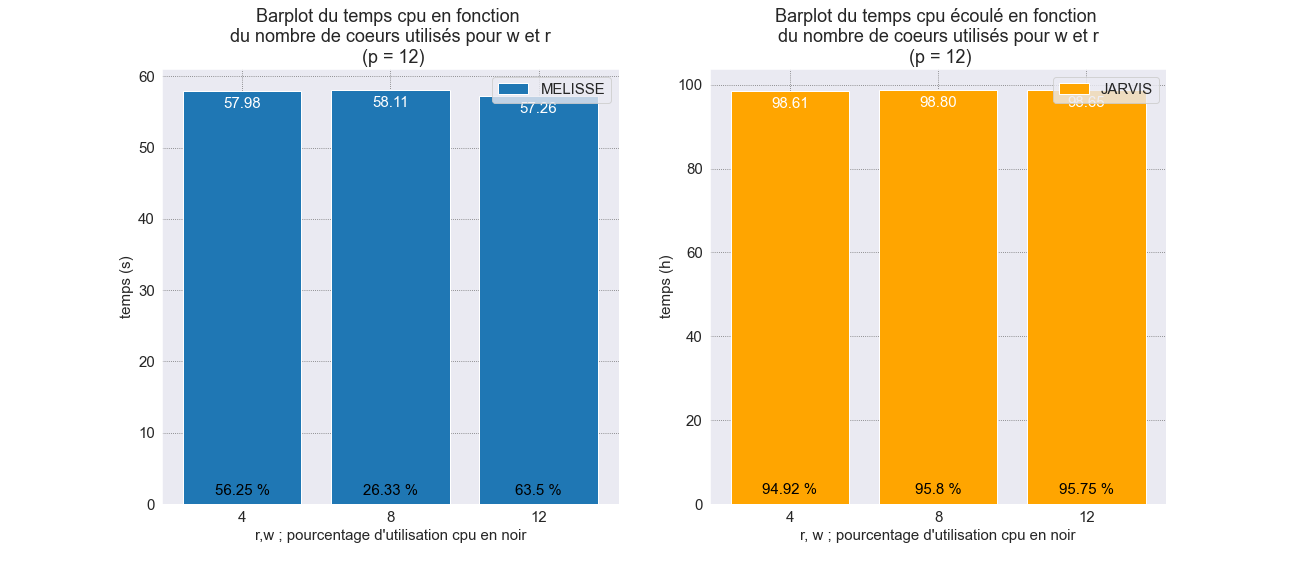 Barplot du temps cpu en fonction
du nombre de coeurs utilisés pour w et r
(p = 12)
60
50
40
30
20
10
0
temps (s)
MELISSE
57.98
58.11
57.26
56.25 %
26.33 %
63.5 %
4
8
12
r,w ; pourcentage d'utilisation cpu en noir
Barplot du temps cpu écoulé en fonction
du nombre de coeurs utilisés pour w et r
(p = 12)
100
80
60
40
20
0
temps (h)
JARVIS
98.61
98.80
94.92 %
95.8 %
95.75 %
4
8
12
r, w ; pourcentage d'utilisation cpu en noir